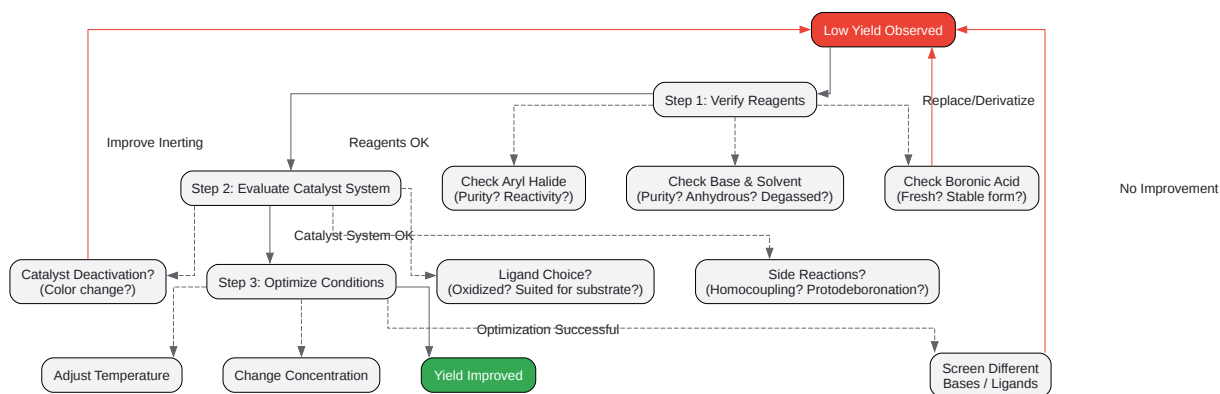 Low Yield Observed
Step 1: Verify Reagents
Replace/Derivatize
Improve Inerting
Reagents OK
Step 2: Evaluate Catalyst System
Check Aryl Halide
(Purity? Reactivity?)
Check Base & Solvent
(Purity? Anhydrous? Degassed?)
Check Boronic Acid
(Fresh? Stable form?)
No Improvement
Catalyst System OK
Catalyst Deactivation?
(Color change?)
Step 3: Optimize Conditions
Ligand Choice?
(Oxidized? Suited for substrate?)
Side Reactions?
(Homocoupling? Protodeboronation?)
Optimization Successful
Adjust Temperature
Change Concentration
Yield Improved
Screen Different
Bases / Ligands